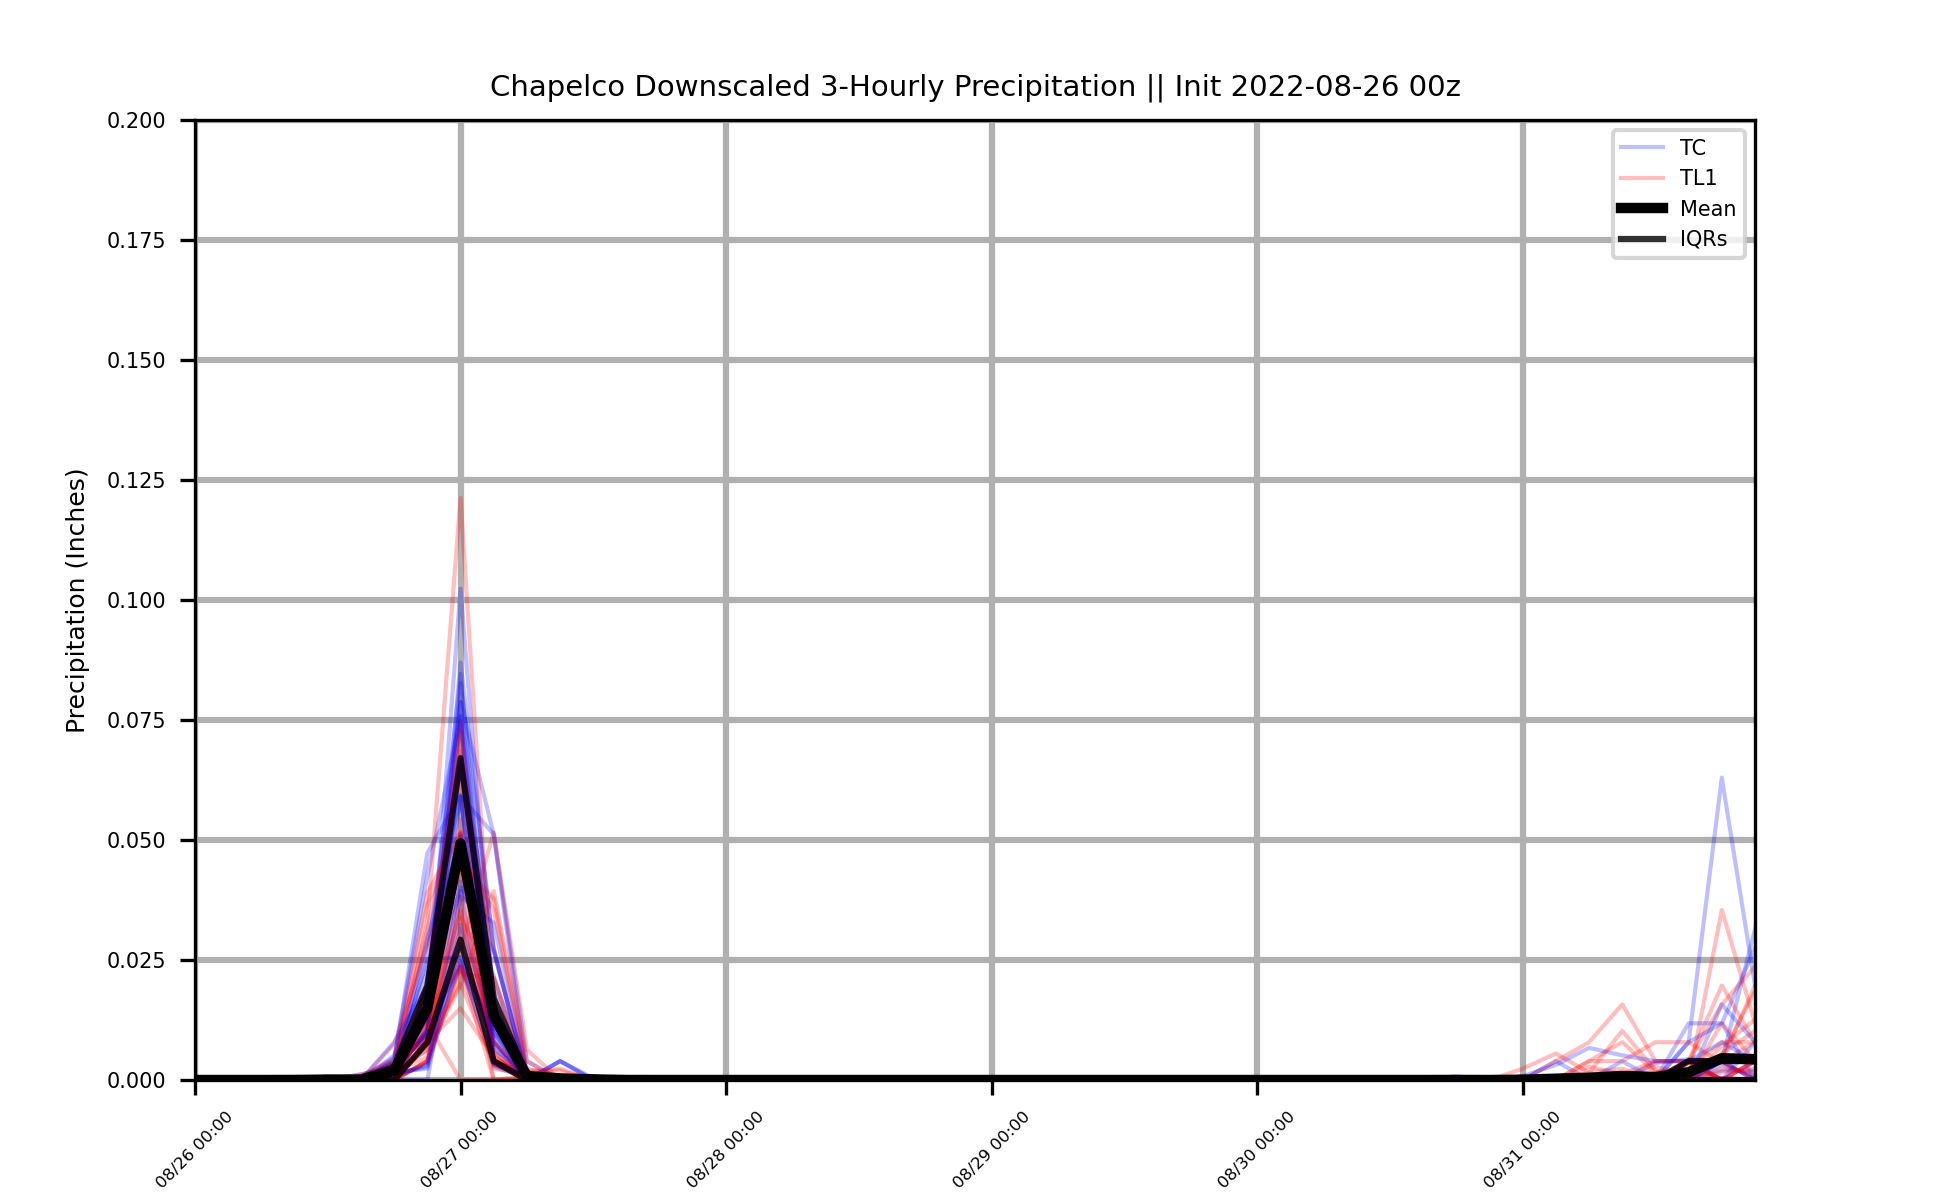 Chapelco Downscaled 3-Hourly Precipitation || Init 2022-08-26 00z
0.200
0.175
0.150
0.125
0.100
0.075
0.050
0.025
0.000
Precipitation (Inches)
TC
TL1
Mean
IQRs
08/26 00:00
08/27 00:00
08/28 00:00
08/29 00:00
08/30 00:00
08/31 00:00